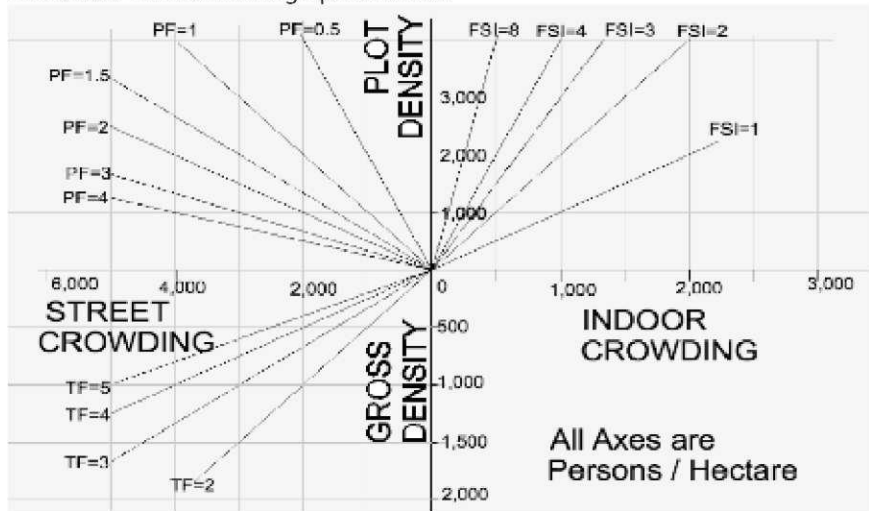 PF=1
PF=0.5
PLOT
DENSITY
FSI=8
FSI=4
FSI=3
FSI=2
PF=1.5
3,000
PF=2
FSI=1
2,000
PF=3
PF=4
1,000
6,000
4,000
2,000
0
1,000
2,000
3,000
STREET
CROWDING
GROSS
DENSITY
500
INDOOR
CROWDING
TF=5
1,000
TF=4
TF=3
1,500
All Axes are
Persons / Hectare
TF=2
2,000